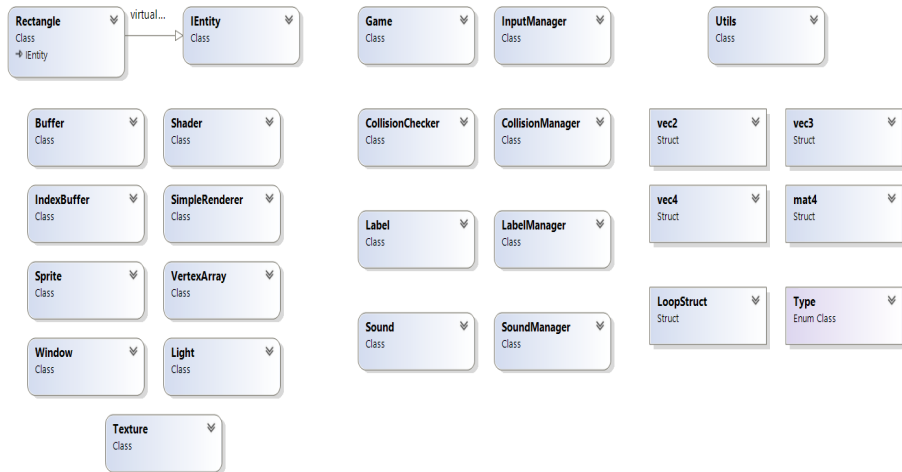 Rectangle
Class
IEntity
virtual...
IEntity
Class
Game
Class
InputManager
Class
Utils
Class
Buffer
Class
Shader
Class
CollisionChecker
Class
CollisionManager
Class
vec2
Struct
vec3
Struct
IndexBuffer
Class
SimpleRenderer
Class
vec4
Struct
mat4
Struct
Label
Class
LabelManager
Class
Sprite
Class
VertexArray
Class
LoopStruct
Struct
Type
Enum Class
Sound
Class
SoundManager
Class
Window
Class
Light
Class
Texture
Class